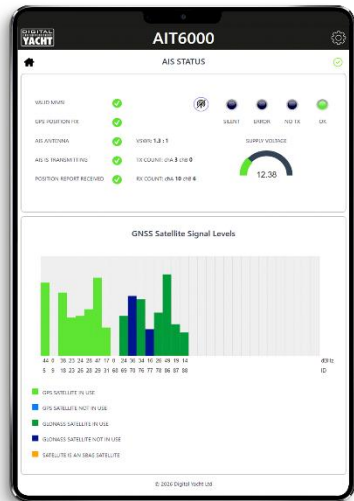 DIGITAL
YACHT
AIT6000
AIS STATUS
VALID MMSI
GPS POSITION FIX
SILENT ERROR NO TX OK
AIS ANTENNA VSWR: 1.3 : 1 SUPPLY VOLTAGE
AIS IS TRANSMITTING TX COUNT: chA 3 chB 0
12.38
POSITION REPORT RECEIVED RX COUNT: chA 10 chB 6
GNSS Satellite Signal Levels
dBHz
ID
GPS SATELLITE IN USE
GPS SATELLITE NOT IN USE
GLONASS SATELLITE IN USE
GLONASS SATELLITE NOT IN USE
SATELLITE IS AN SBAS SATELLITE
© 2026 Digital Yacht Ltd